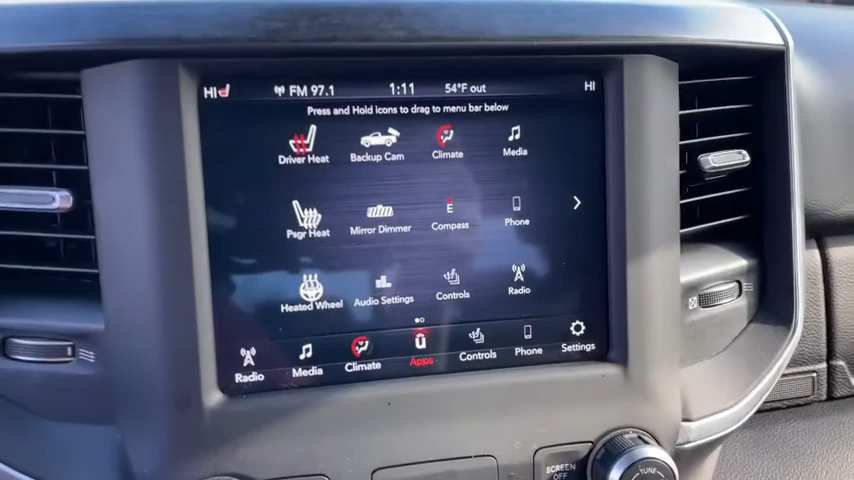 HI FM 97.1 1:11 54°F out HI
Press and Hold icons to drag to menu bar below
Driver Heat Backup Cam Climate Media
E
Psgr Heat Mirror Dimmer Compass Phone
Heated Wheel Audio Settings Controls Radio
Radio Media Climate Apps Controls Phone Settings
SCREEN
OFF
TUNE